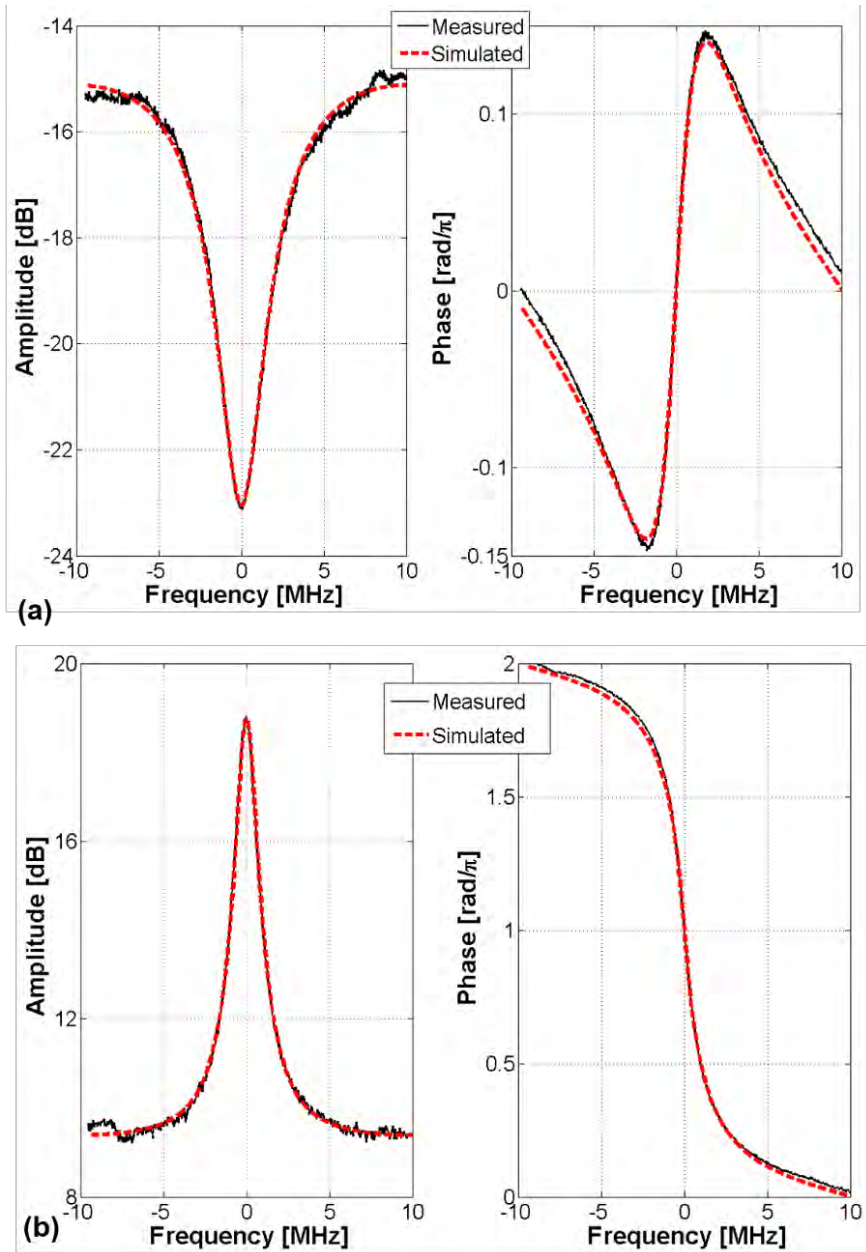 -14
-16
-18
-20
-22
-24
Amplitude [dB]
-10 -5 0 5 10
Frequency [MHz]
Measured
Simulated
0.1
0
-0.1
-0.15
Phase [rad/π]
-10 -5 0 5 10
Frequency [MHz]
(a)
20
16
12
8
Amplitude [dB]
-10 -5 0 5 10
Frequency [MHz]
Measured
Simulated
2
1.5
1
0.5
0
Phase [rad/π]
-10 -5 0 5 10
Frequency [MHz]
(b)